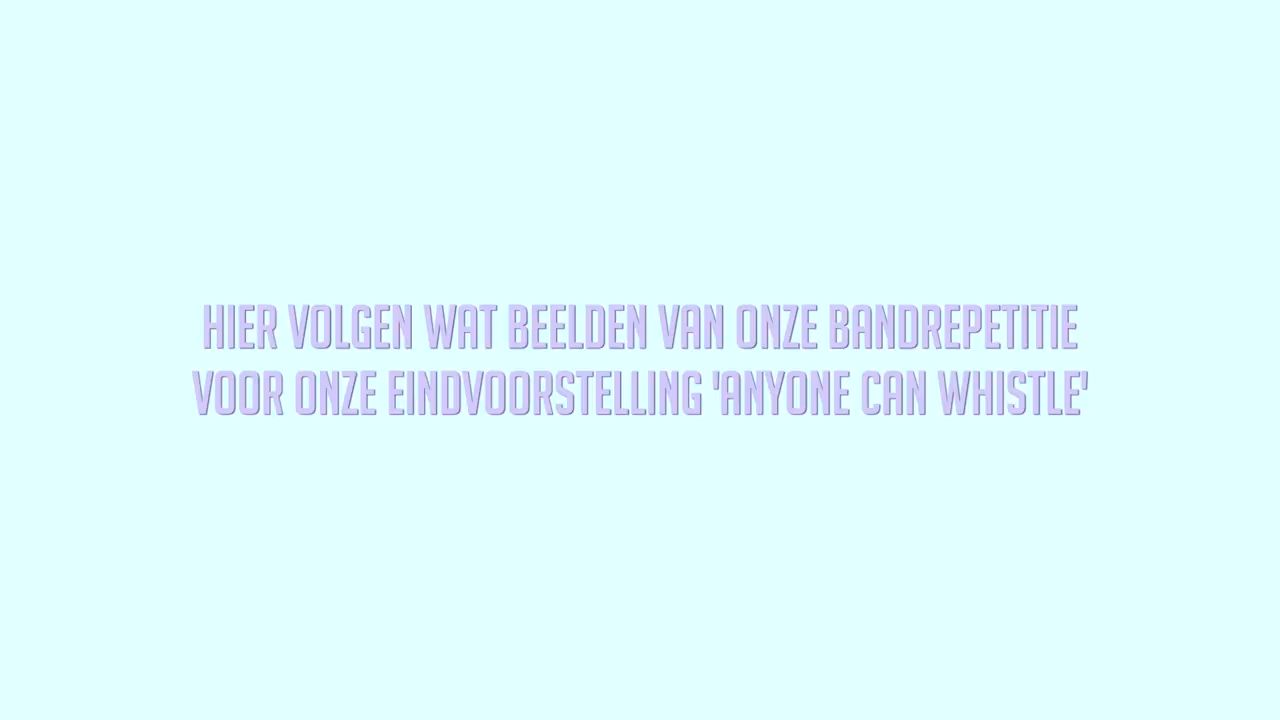 HIER VOLGEN WAT BEELDEN VAN ONZE BANDREPETITIE
VOOR ONZE EINDVOORSTELLING 'ANYONE CAN WHISTLE'